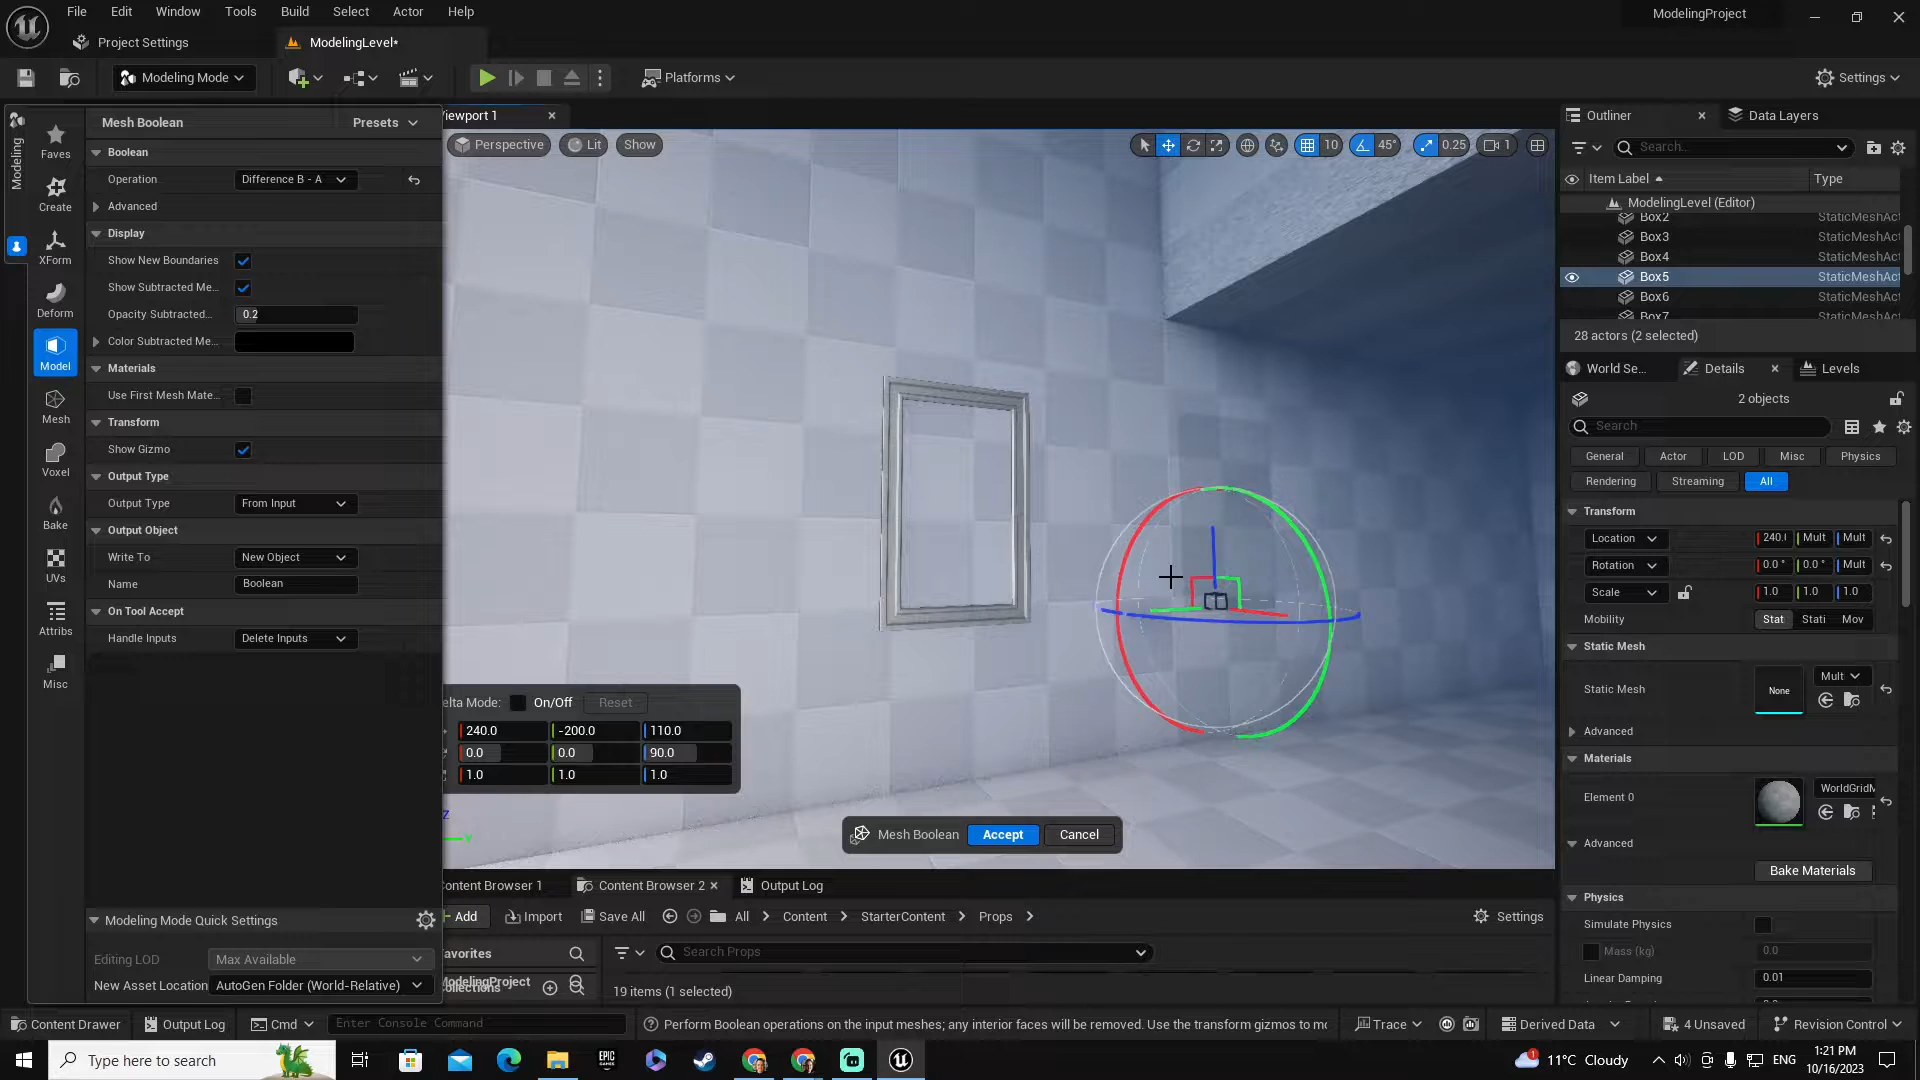 File Edit Window Tools Build Select Actor Help
ModelingProject
Project Settings
ModelingLevel*
Modeling Mode
Platforms
Settings
Modeling
Faves
Create
XForm
Deform
Model
Mesh
Voxel
Bake
UVs
Attribs
Misc
Mesh Boolean
Presets
Boolean
Operation
Difference B - A
Advanced
Display
Show New Boundaries
Show Subtracted Me...
Opacity Subtracted...
0.2
Color Subtracted Me...
Materials
Use First Mesh Mate...
Transform
Show Gizmo
Output Type
Output Type
From Input
Output Object
Write To
New Object
Name
Boolean
On Tool Accept
Handle Inputs
Delete Inputs
Modeling Mode Quick Settings
Editing LOD
Max Available
New Asset Location
AutoGen Folder (World-Relative)
iewport 1
Perspective
Lit
Show
10
45°
0.25
1
elta Mode:
On/Off
Reset
240.0 -200.0 110.0
0.0 0.0 90.0
1.0 1.0 1.0
Z
Y
Mesh Boolean
Accept
Cancel
ontent Browser 1
Content Browser 2
Output Log
Add
Import
Save All
All
Content
StarterContent
Props
Settings
avorites
ModelingProject
ollections
Search Props
19 items (1 selected)
Outliner
Data Layers
Search...
Item Label
Type
ModelingLevel (Editor)
Box2 StaticMeshAct
Box3 StaticMeshAct
Box4 StaticMeshAct
Box5 StaticMeshAct
Box6 StaticMeshAct
Box7 StaticMeshAct
28 actors (2 selected)
World Se...
Details
Levels
2 objects
Search
General
Actor
LOD
Misc
Physics
Rendering
Streaming
All
Transform
Location
240.( Mult Mult
Rotation
0.0 ° 0.0 ° Mult
Scale
1.0 1.0 1.0
Mobility
Stat Stati Mov
Static Mesh
Static Mesh
None
Mult
Advanced
Materials
Element 0
WorldGridM
Advanced
Bake Materials
Physics
Simulate Physics
Mass (kg)
0.0
Linear Damping
0.01
Content Drawer
Output Log
Cmd
Enter Console Command
Perform Boolean operations on the input meshes; any interior faces will be removed. Use the transform gizmos to mo
Trace
Derived Data
4 Unsaved
Revision Control
Type here to search
EPIC GAMES
1
11°C Cloudy
ENG
1:21 PM
10/16/2023